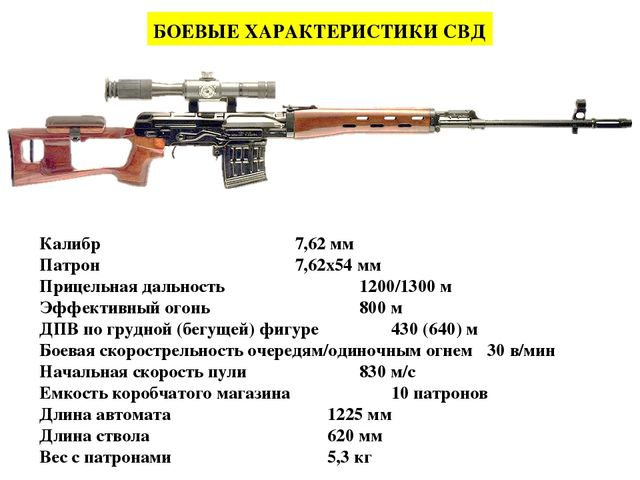 БОЕВЫЕ ХАРАКТЕРИСТИКИ СВД
Калибр 7,62 мм
Патрон 7,62х54 мм
Прицельная дальность 1200/1300 м
Эффективный огонь 800 м
ДПВ по грудной (бегущей) фигуре 430 (640) м
Боевая скорострельность очередям/одиночным огнем 30 в/мин
Начальная скорость пули 830 м/с
Емкость коробчатого магазина 10 патронов
Длина автомата 1225 мм
Длина ствола 620 мм
Вес с патронами 5,3 кг